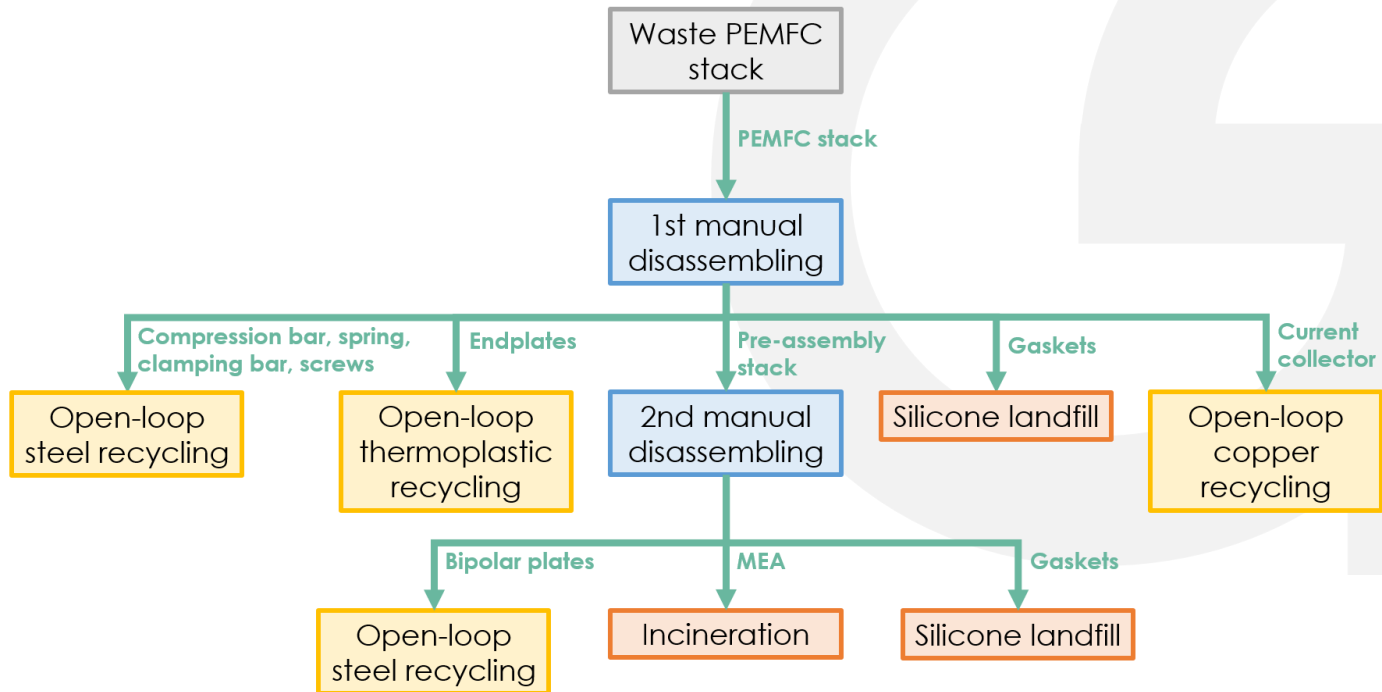 Waste PEMFC
stack
PEMFC stack
1st manual
disassembling
Compression bar, spring,
clamping bar, screws
Endplates
Pre-assembly
stack
Gaskets
Current
collector
Open-loop
steel recycling
Open-loop
thermoplastic
recycling
2nd manual
disassembling
Silicone landfill
Open-loop
copper
recycling
Bipolar plates
MEA
Gaskets
Open-loop
steel recycling
Incineration
Silicone landfill